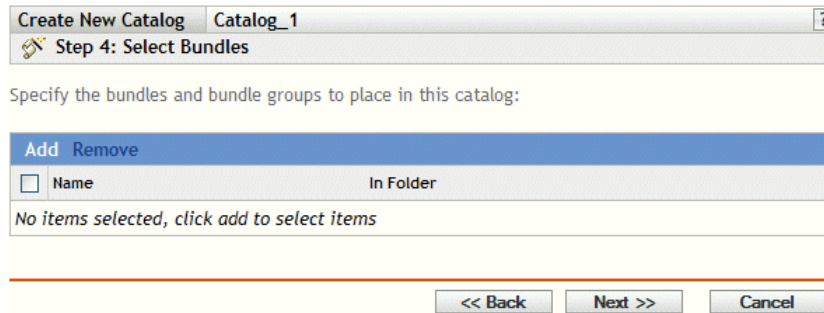 Create New Catalog Catalog_1 ?
Step 4: Select Bundles
Specify the bundles and bundle groups to place in this catalog:
Add Remove
Name In Folder
No items selected, click add to select items
<< Back Next >> Cancel